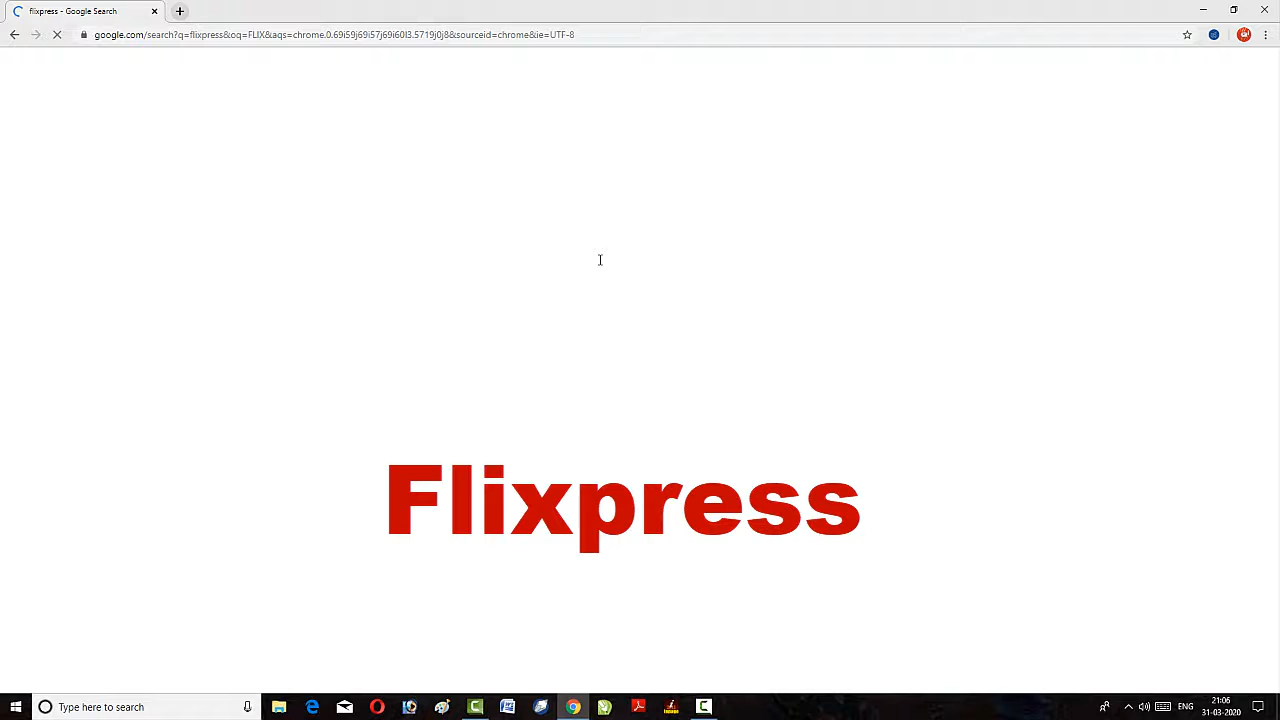 flixpress - Google Search
google.com/search?q=flixpress&oq=FLIX&aqs=chrome.0.69i59j69i57j69i60l3.5719j0j8&sourceid=chrome&ie=UTF-8
Flixpress
Type here to search
ENG
21:06
31-03-2020